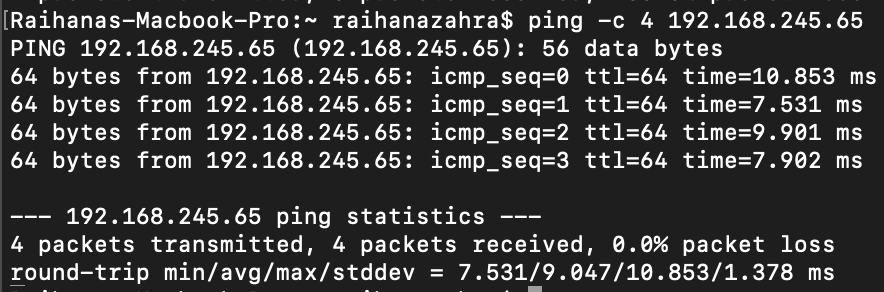 [Raihanas-Macbook-Pro:~ raihanazahra$ ping -c 4 192.168.245.65
PING 192.168.245.65 (192.168.245.65): 56 data bytes
64 bytes from 192.168.245.65: icmp_seq=0 ttl=64 time=10.853 ms
64 bytes from 192.168.245.65: icmp_seq=1 ttl=64 time=7.531 ms
64 bytes from 192.168.245.65: icmp_seq=2 ttl=64 time=9.901 ms
64 bytes from 192.168.245.65: icmp_seq=3 ttl=64 time=7.902 ms
--- 192.168.245.65 ping statistics ---
4 packets transmitted, 4 packets received, 0.0% packet loss
round-trip min/avg/max/stddev = 7.531/9.047/10.853/1.378 ms